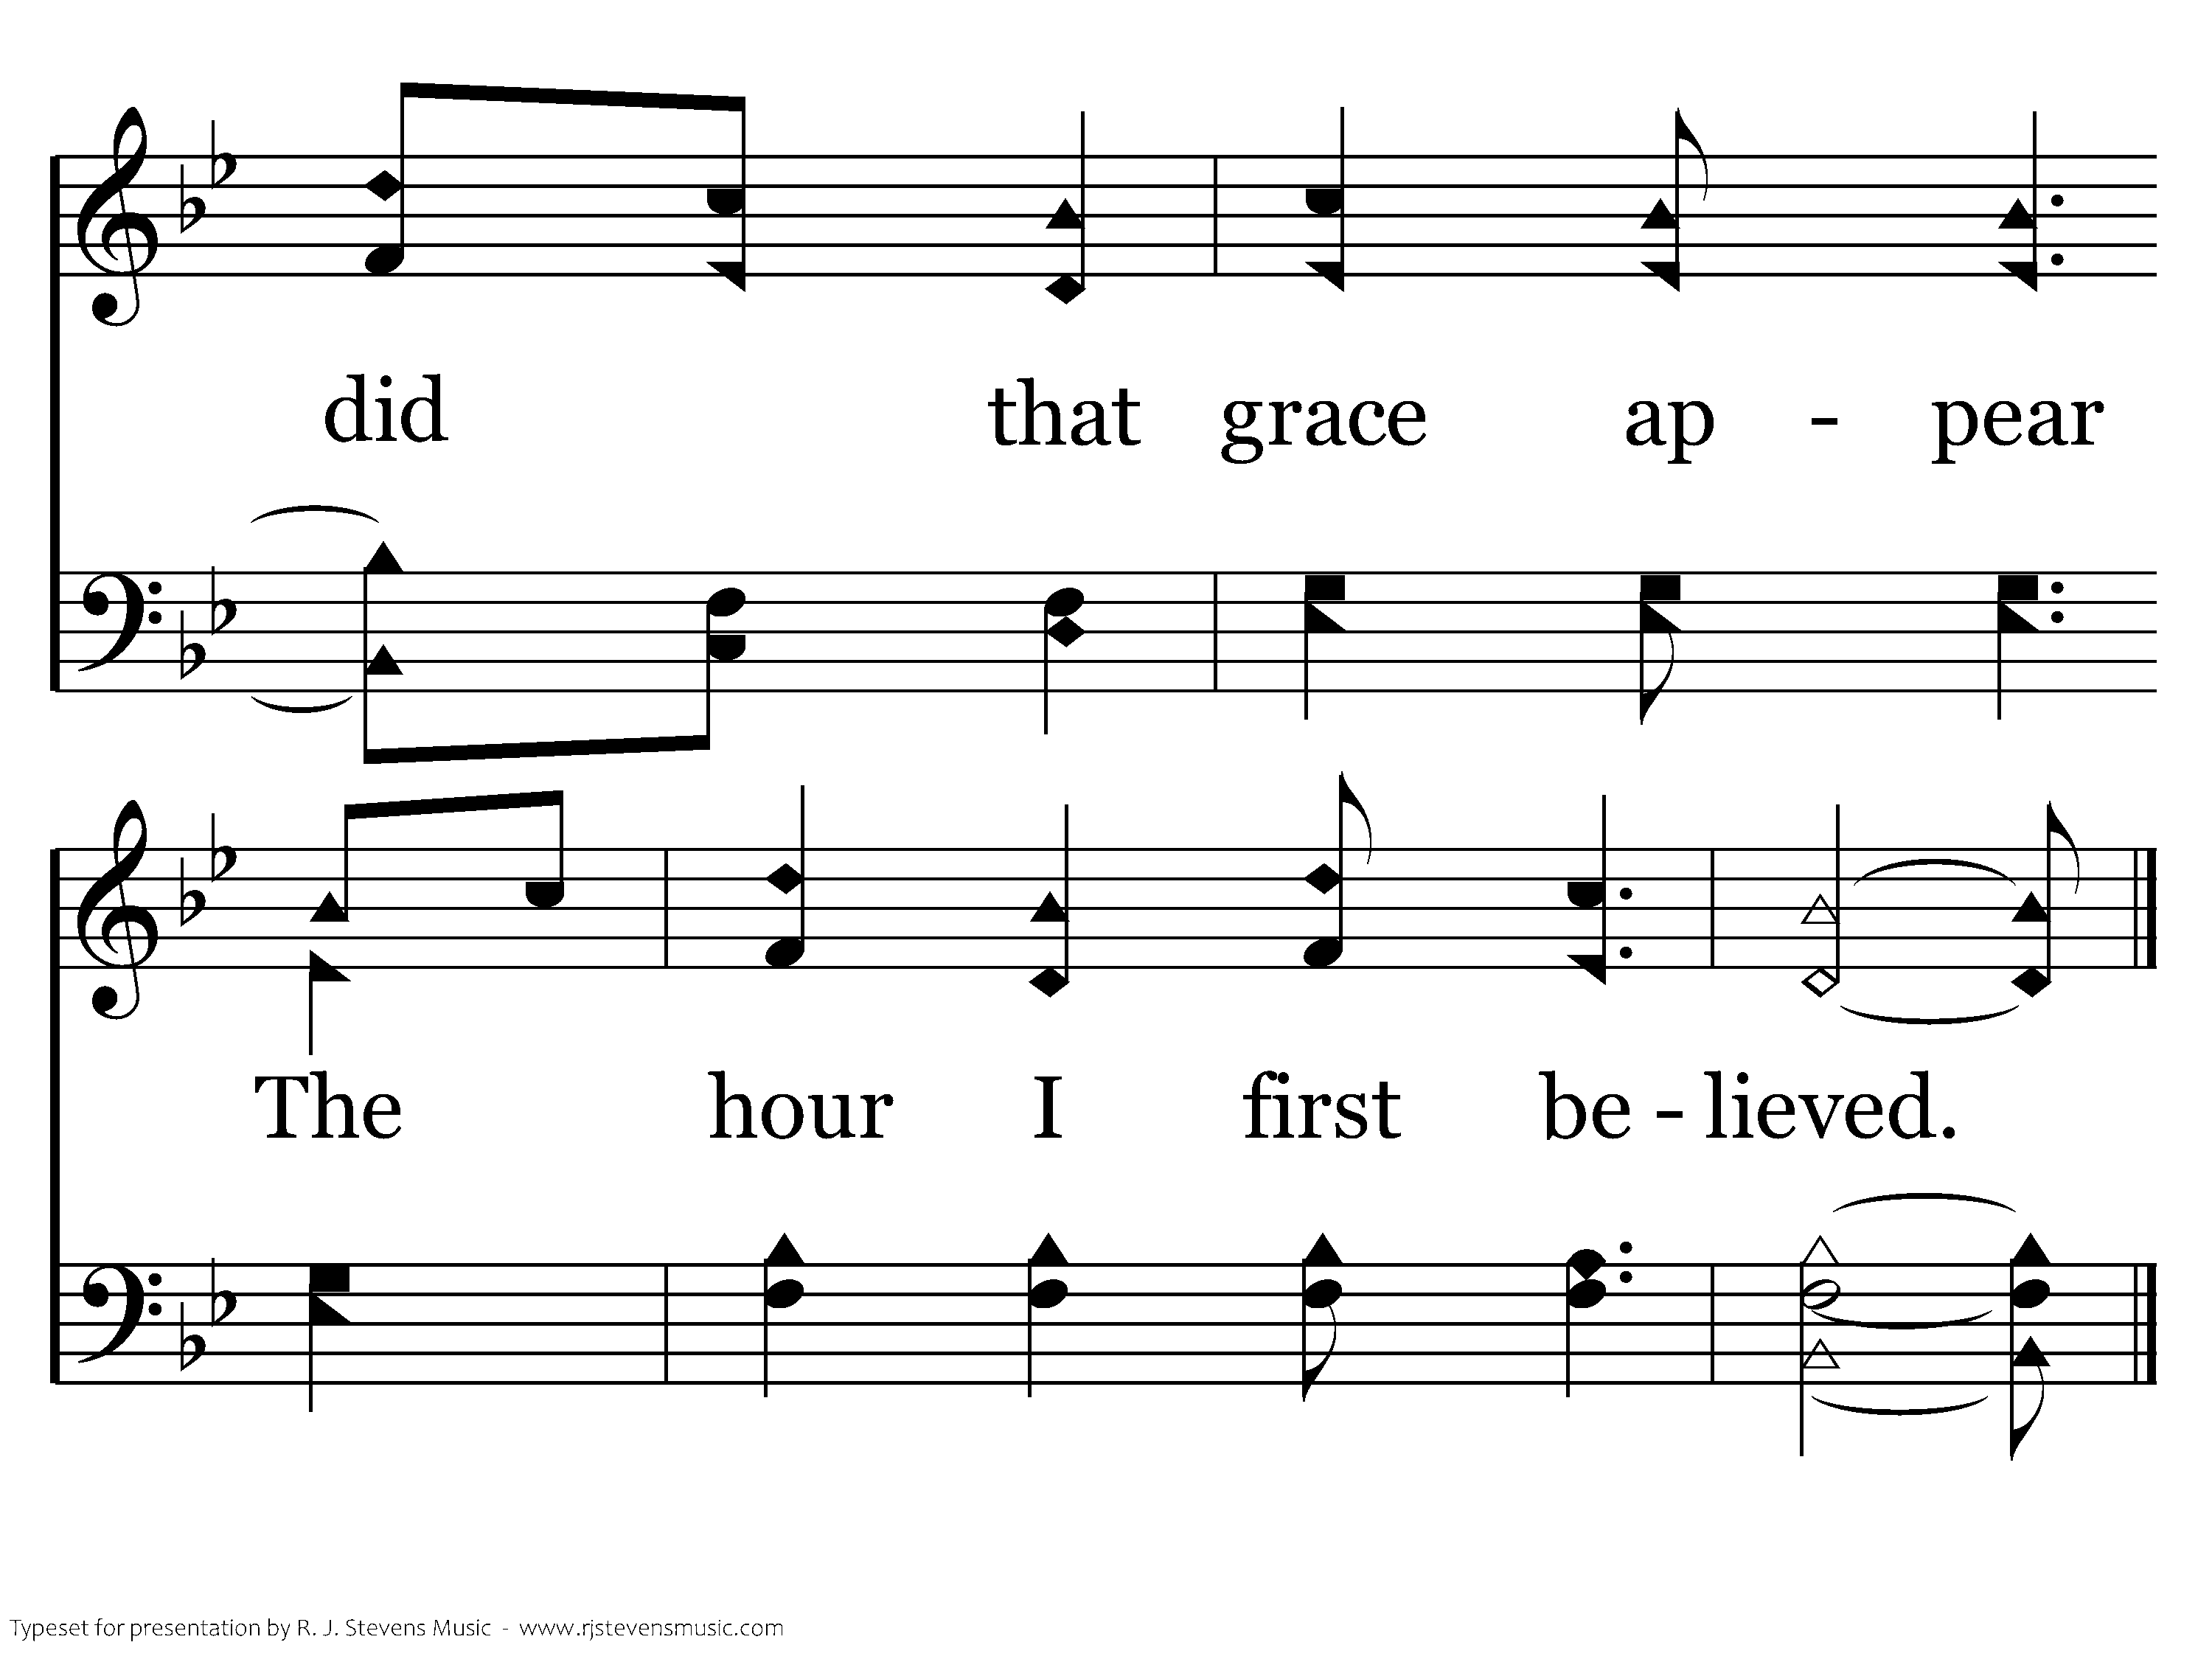 did that grace ap - pear
The hour I first be - lieved.
Typeset for presentation by R. J. Stevens Music - www.rjstevensmusic.com